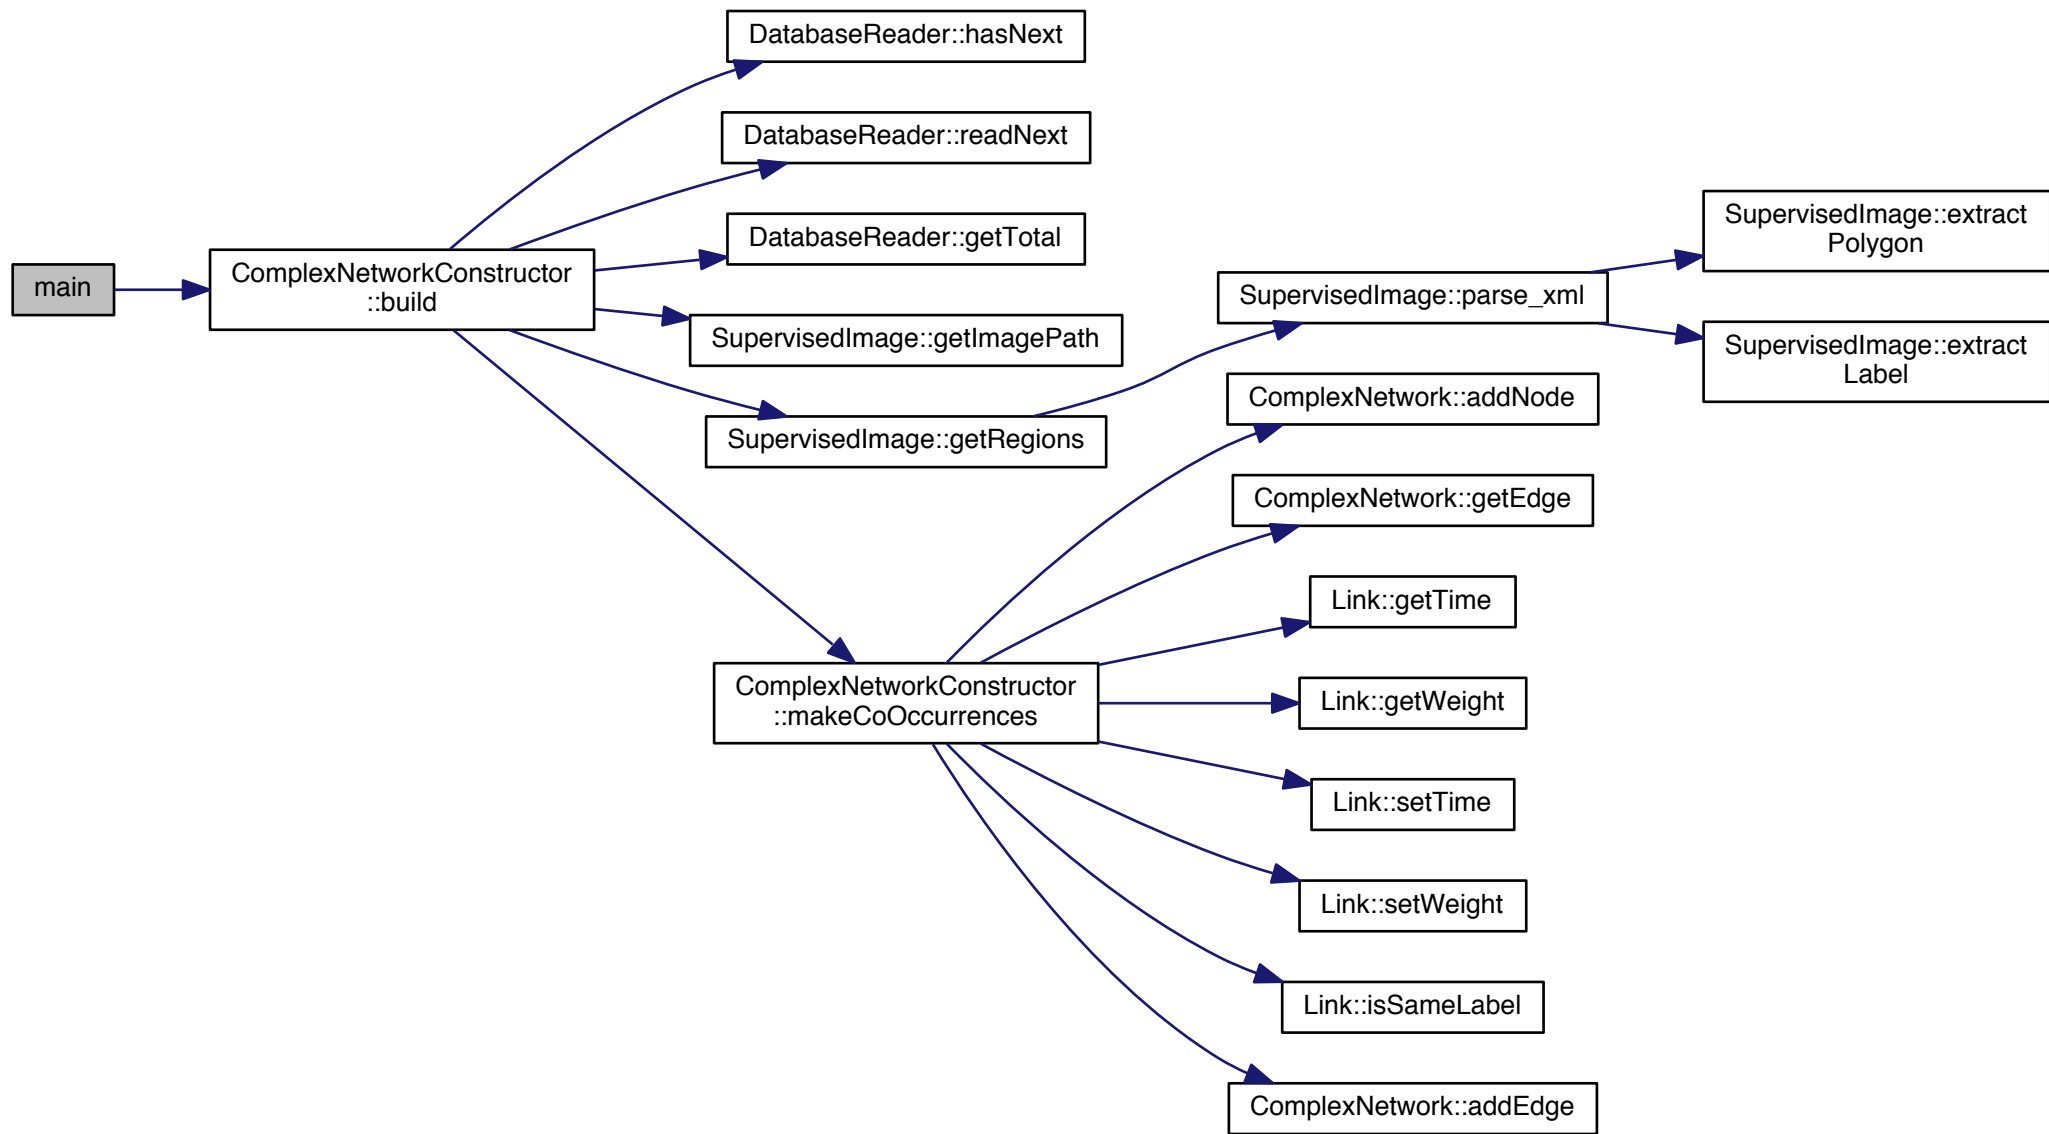 main
ComplexNetworkConstructor
::build
DatabaseReader::hasNext
DatabaseReader::readNext
DatabaseReader::getTotal
SupervisedImage::getImagePath
SupervisedImage::getRegions
ComplexNetworkConstructor
::makeCoOccurrences
SupervisedImage::parse_xml
SupervisedImage::extract
Polygon
SupervisedImage::extract
Label
ComplexNetwork::addNode
ComplexNetwork::getEdge
Link::getTime
Link::getWeight
Link::setTime
Link::setWeight
Link::isSameLabel
ComplexNetwork::addEdge